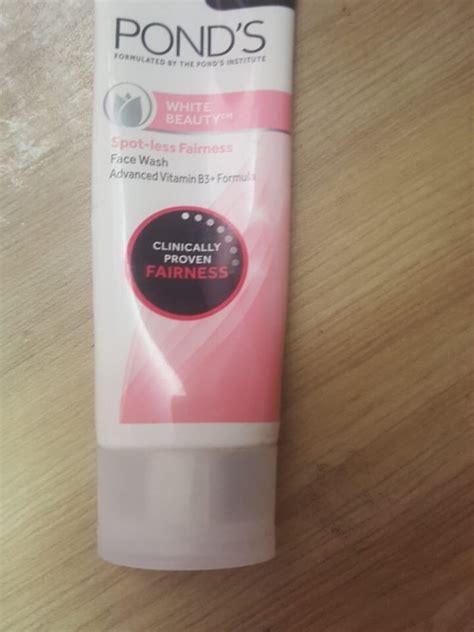 POND'S
FORMULATED BY THE POND'S INSTITUTE
WHITE
BEAUTY™
Spot-less Fairness
Face Wash
Advanced Vitamin B3+ Formula
CLINICALLY
PROVEN
FAIRNESS